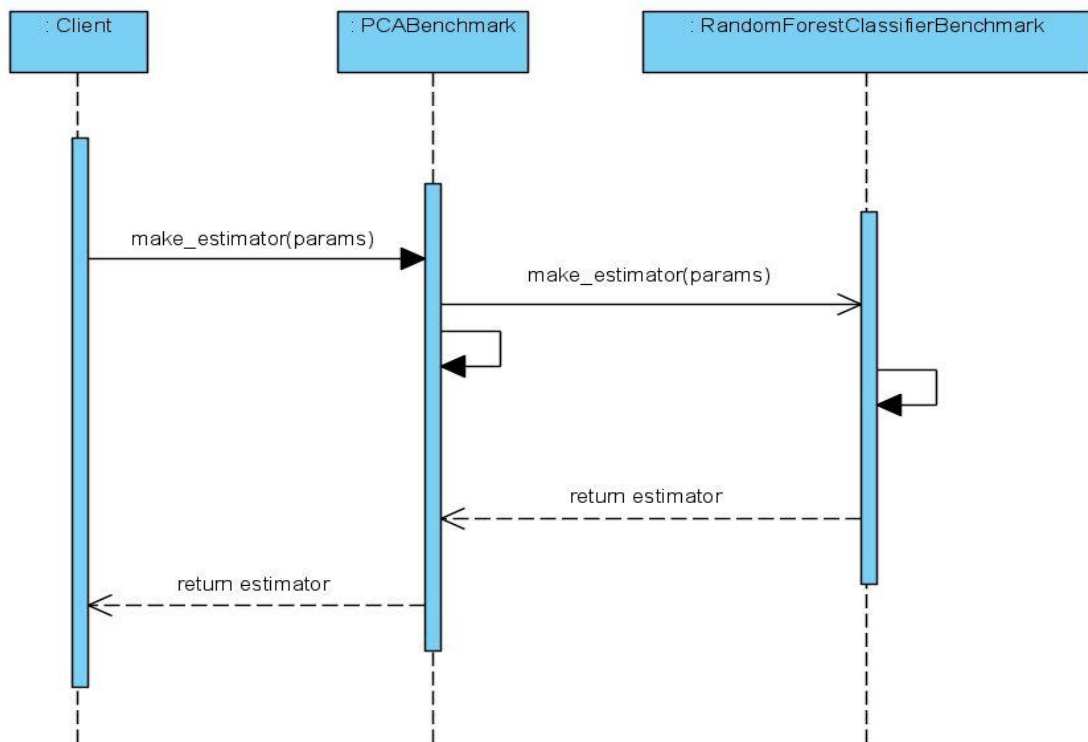 : Client
: PCABenchmark
: RandomForestClassifierBenchmark
make_estimator(params)
make_estimator(params)
return estimator
return estimator